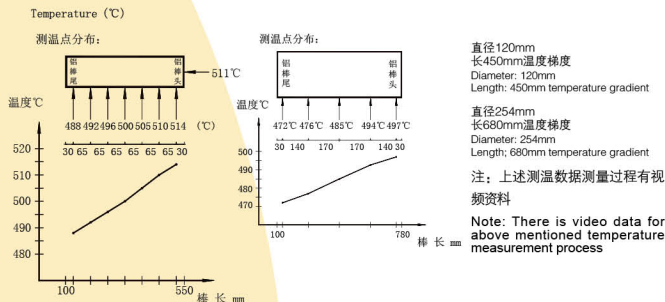 Temperature (℃)
测温点分布:
铝棒尾
铝棒头
511℃
温度℃
488 492 496 500 505 510 514 (℃)
30 65 65 65 65 65 65 30
520
510
500
490
480
100
550
棒 长 mm
测温点分布:
铝棒尾
铝棒头
温度℃
472℃ 476℃ 485℃ 494℃ 497℃
30 140 170 170 140 30
500
490
480
470
100
780
棒 长 mm
直径120mm
长450mm温度梯度
Diameter: 120mm
Length: 450mm temperature gradient
直径254mm
长680mm温度梯度
Diameter: 254mm
Length; 680mm temperature gradient
注：上述测温数据测量过程有视
频资料
Note: There is video data for
above mentioned temperature
measurement process